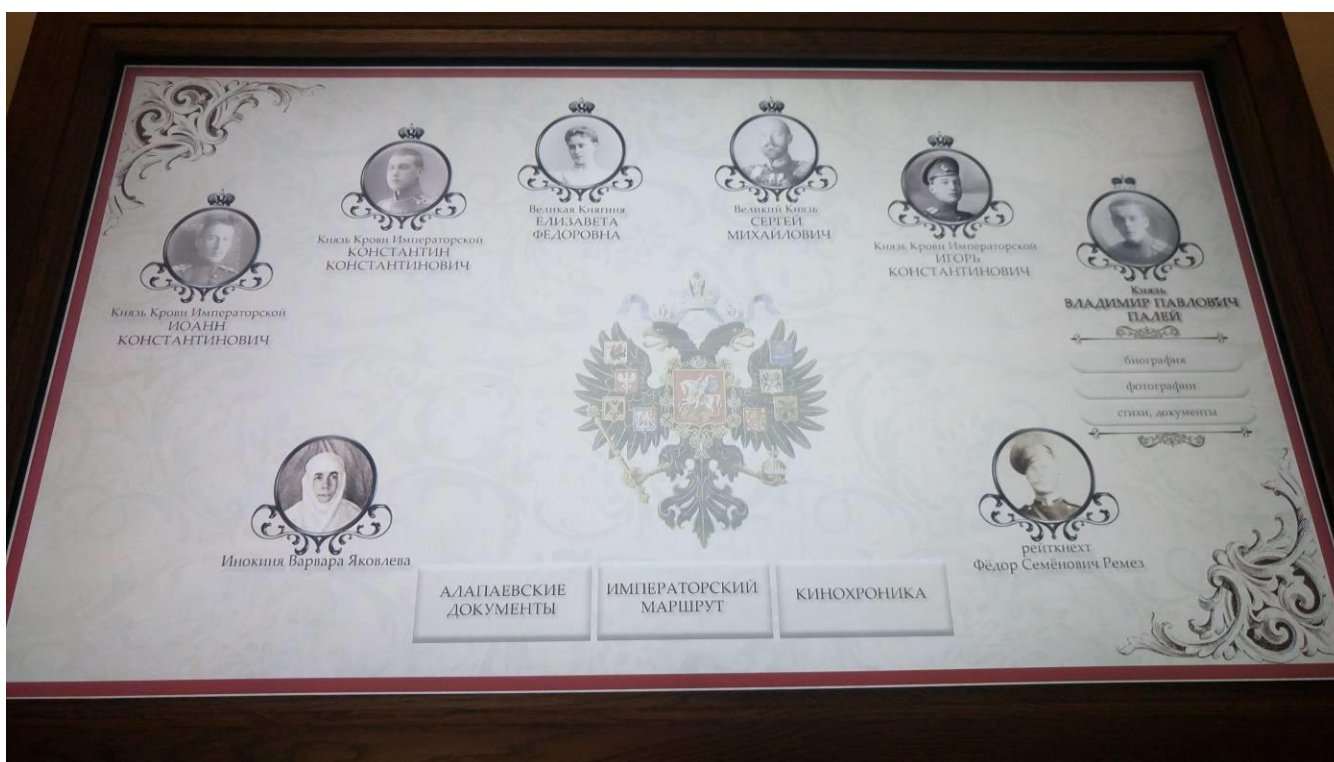 Князь Крови Императорской
ИОАНН
КОНСТАНТИНОВИЧ
Князь Крови Императорской
КОНСТАНТИН
КОНСТАНТИНОВИЧ
Великая Княгиня
ЕЛИЗАВЕТА
ФЕДОРОВНА
Великий Князь
СЕРГЕЙ
МИХАЙЛОВИЧ
Князь Крови Императорской
ИГОРЬ
КОНСТАНТИНОВИЧ
Князь
ВЛАДИМИР ПАВЛОВИЧ
ПАЛЕЙ
биография
фотографии
стихи, документы
Инокиня Варвара Яковлева
рейткнехт
Фёдор Семёнович Ремез
АЛАПАЕВСКИЕ
ДОКУМЕНТЫ
ИМПЕРАТОРСКИЙ
МАРШРУТ
КИНОХРОНИКА